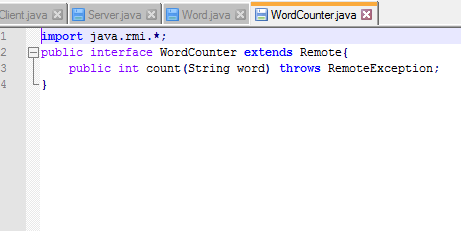 Client.java Server.java Word.java WordCounter.java
1 import java.rmi.*;
2 public interface WordCounter extends Remote{
3 public int count(String word) throws RemoteException;
4 }